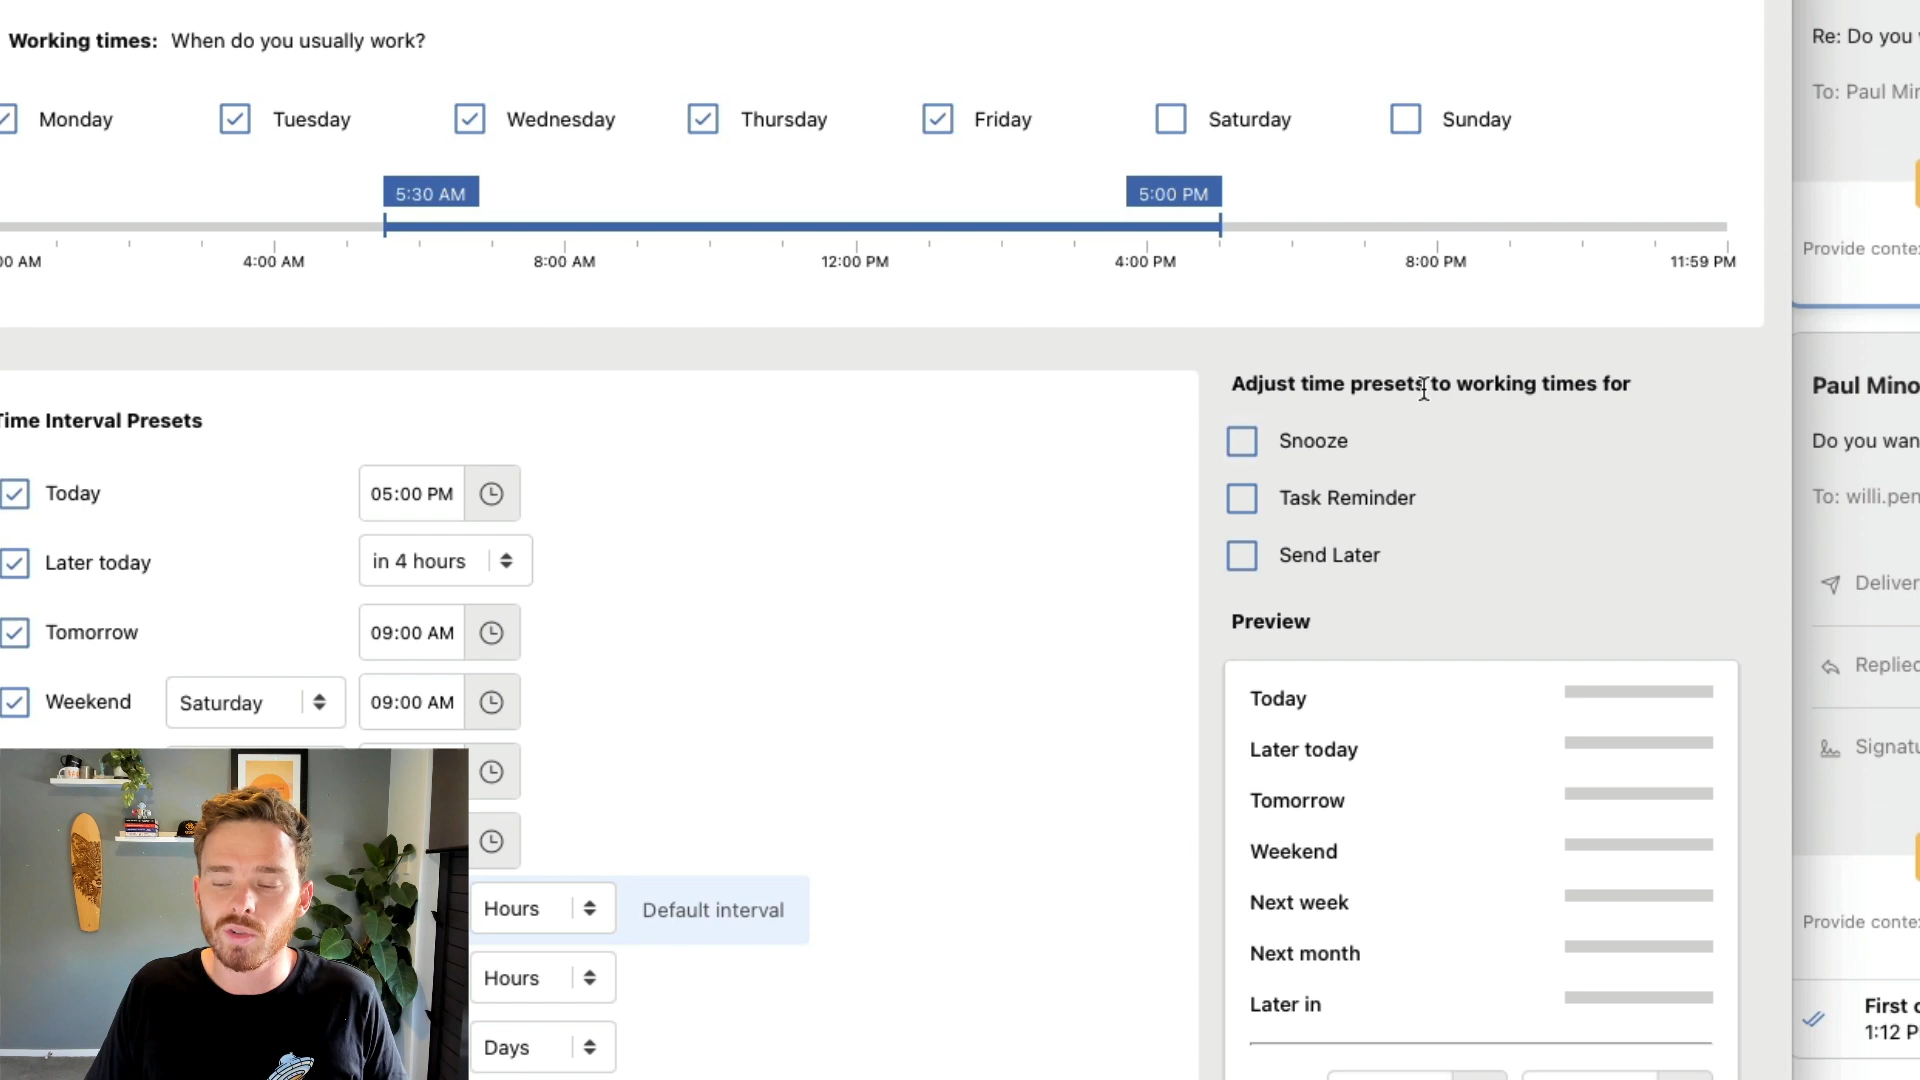 Working times: When do you usually work?
Monday Tuesday Wednesday Thursday Friday Saturday Sunday
5:30 AM 5:00 PM
00 AM 4:00 AM 8:00 AM 12:00 PM 4:00 PM 8:00 PM 11:59 PM
Time Interval Presets
Today 05:00 PM
Later today in 4 hours
Tomorrow 09:00 AM
Weekend Saturday 09:00 AM
Hours Default interval
Hours
Days
Adjust time presets to working times for
Snooze
Task Reminder
Send Later
Preview
Today
Later today
Tomorrow
Weekend
Next week
Next month
Later in
Re: Do you
To: Paul Min
Provide conte
Paul Mino
Do you wan
To: willi.pen
Deliver
Replied
Signatu
Provide conte
First
1:12 P